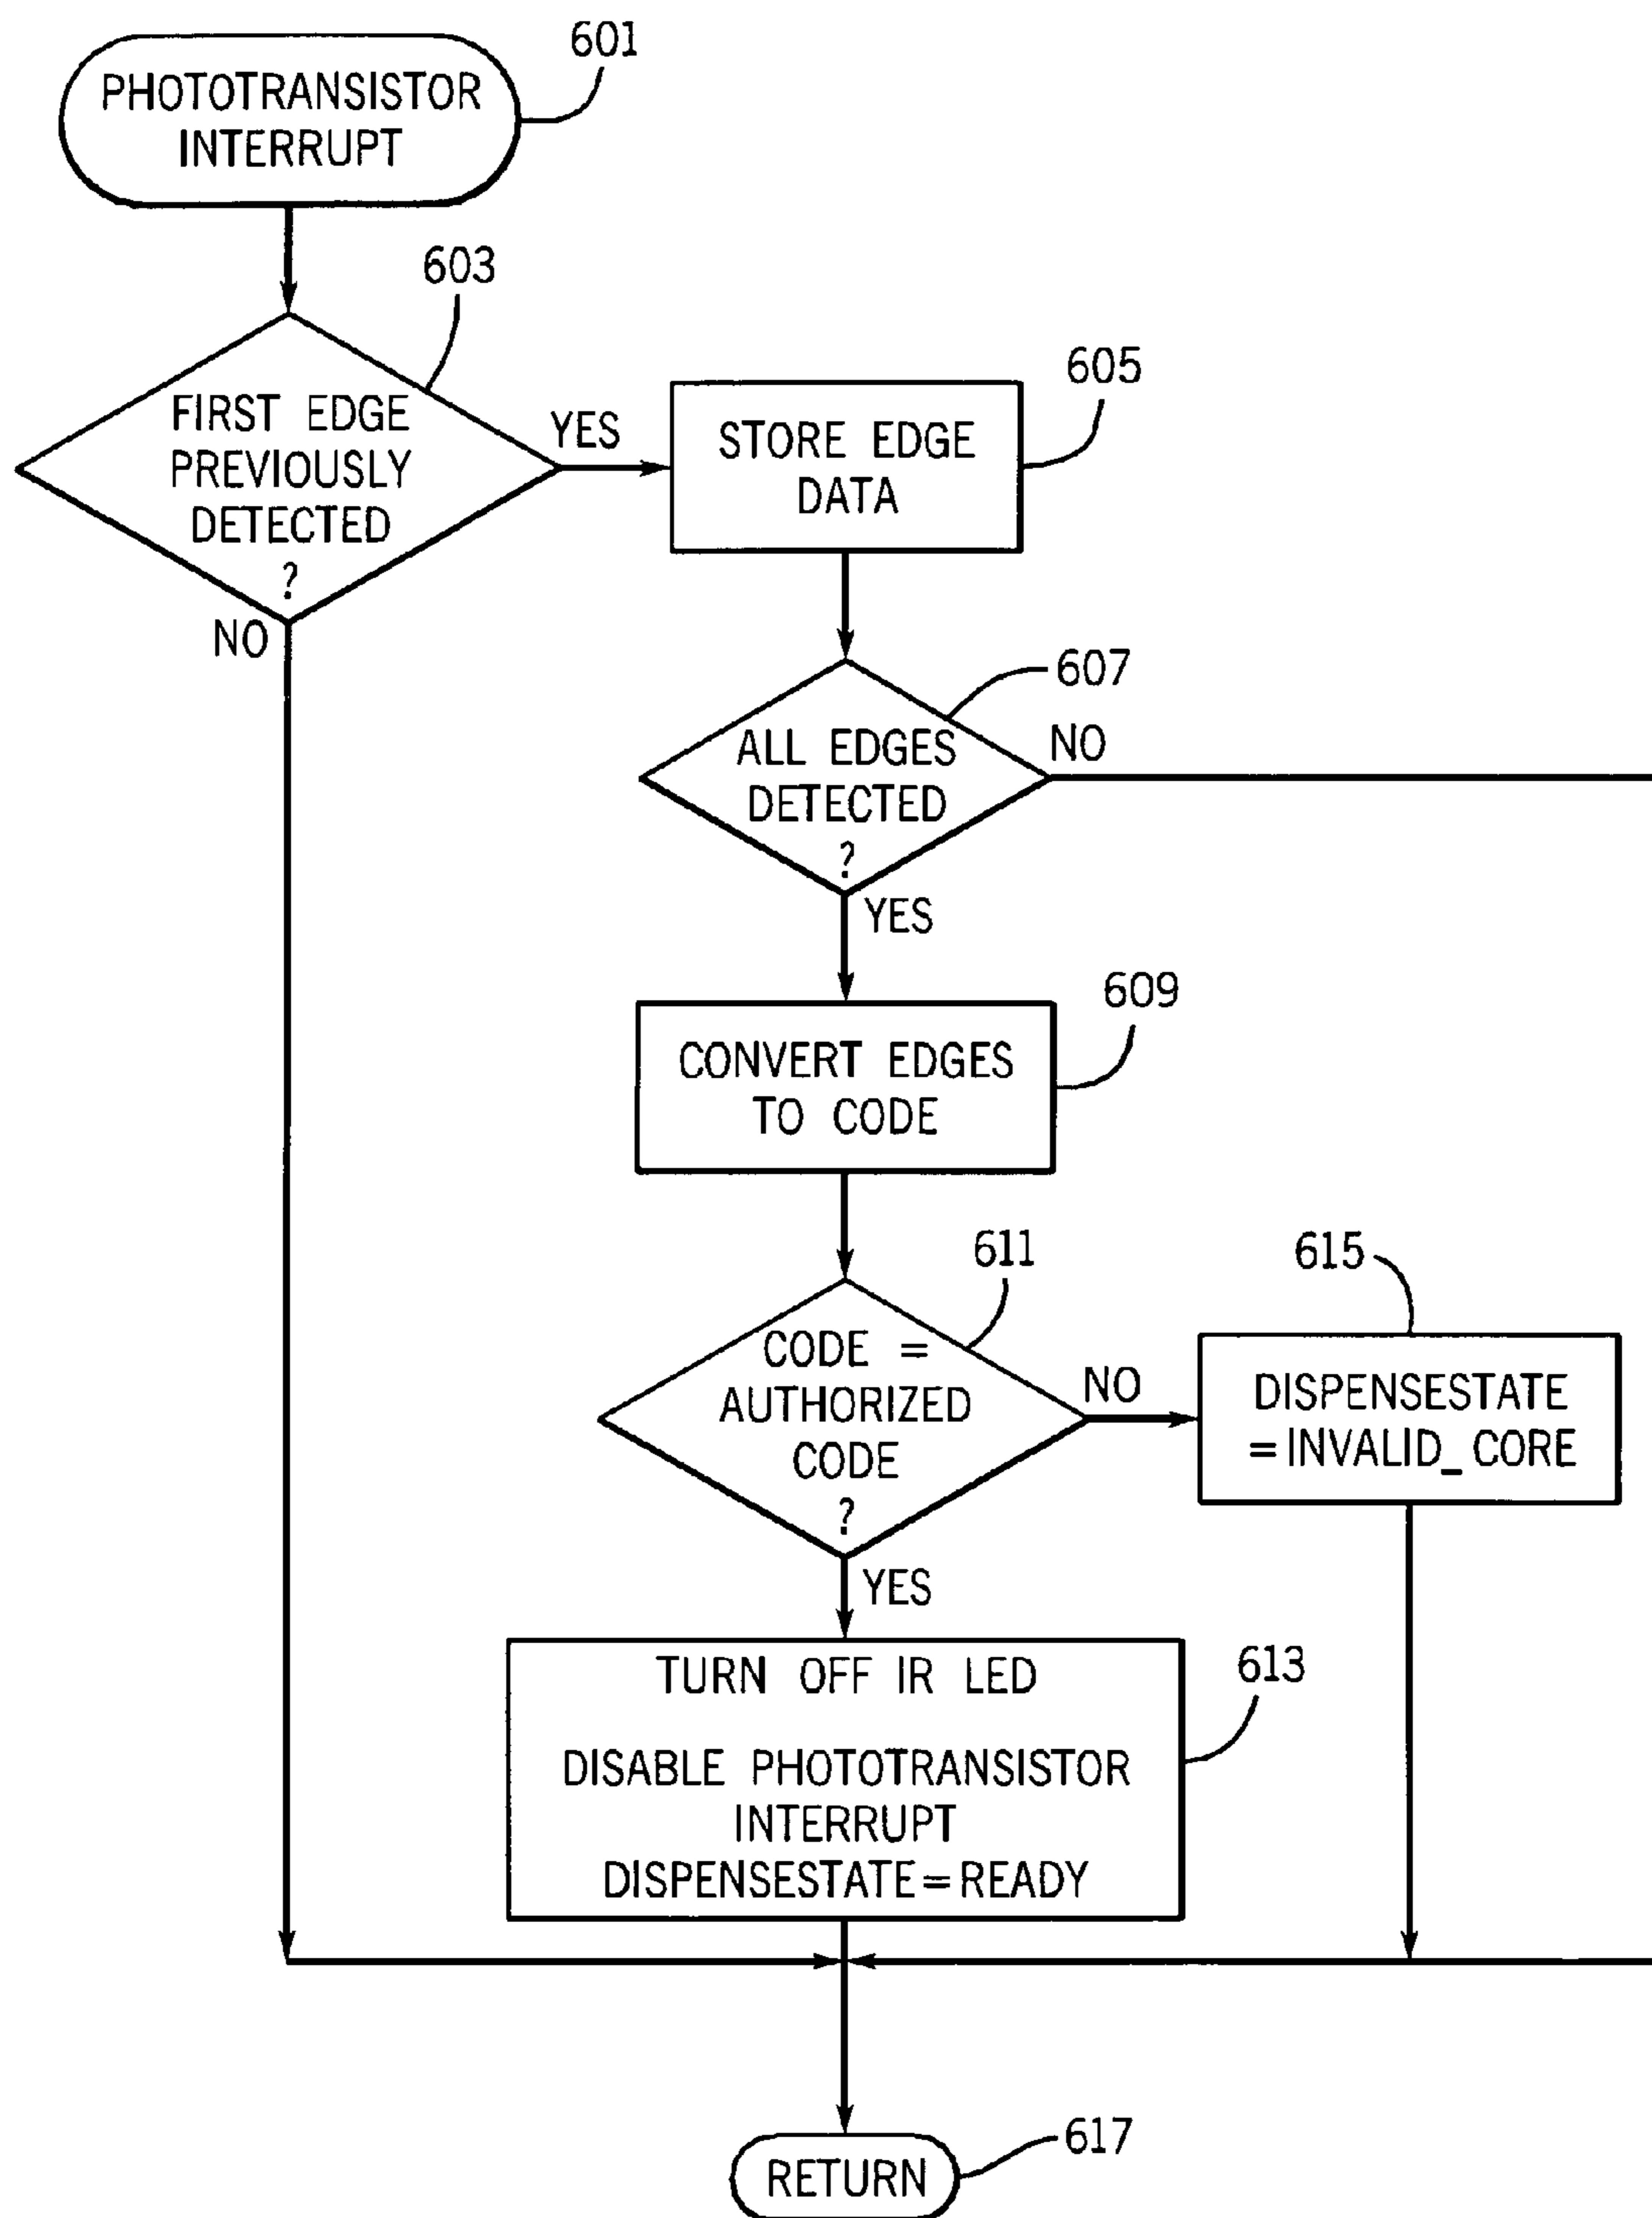 601
PHOTOTRANSISTOR
INTERRUPT
603
FIRST EDGE
PREVIOUSLY
DETECTED
?
YES
NO
605
STORE EDGE
DATA
607
ALL EDGES
DETECTED
?
NO
YES
609
CONVERT EDGES
TO CODE
611
CODE =
AUTHORIZED
CODE
?
NO
YES
615
DISPENSESTATE
=INVALID_CORE
613
TURN OFF IR LED
DISABLE PHOTOTRANSISTOR
INTERRUPT
DISPENSESTATE=READY
617
RETURN